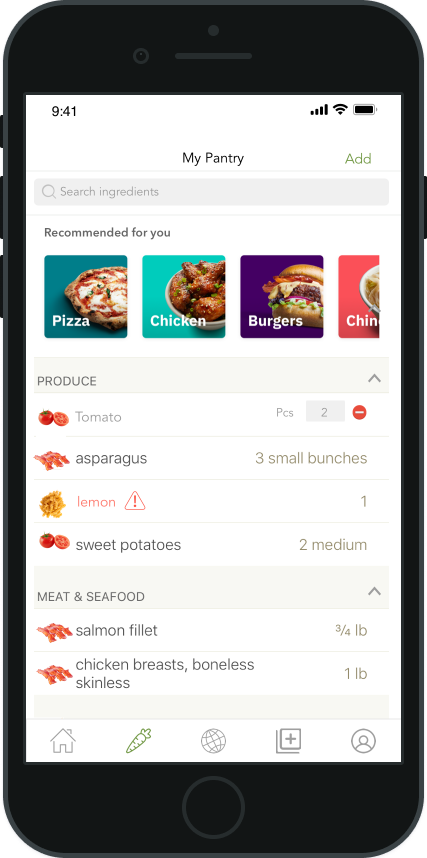 9:41
My Pantry
Add
Search ingredients
Recommended for you
Pizza
Chicken
Burgers
Chin
PRODUCE
Tomato
Pcs 2
asparagus
3 small bunches
lemon
1
sweet potatoes
2 medium
MEAT & SEAFOOD
salmon fillet
¾ lb
chicken breasts, boneless
skinless
1 lb